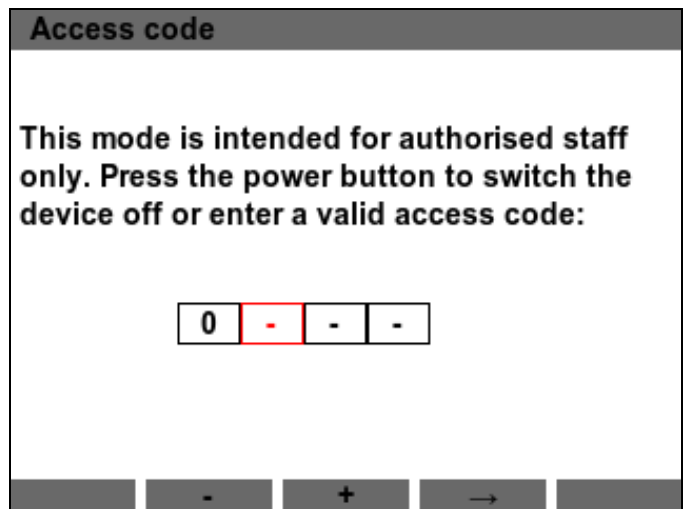 Access code
This mode is intended for authorised staff
only. Press the power button to switch the
device off or enter a valid access code:
0 - - -
- + →